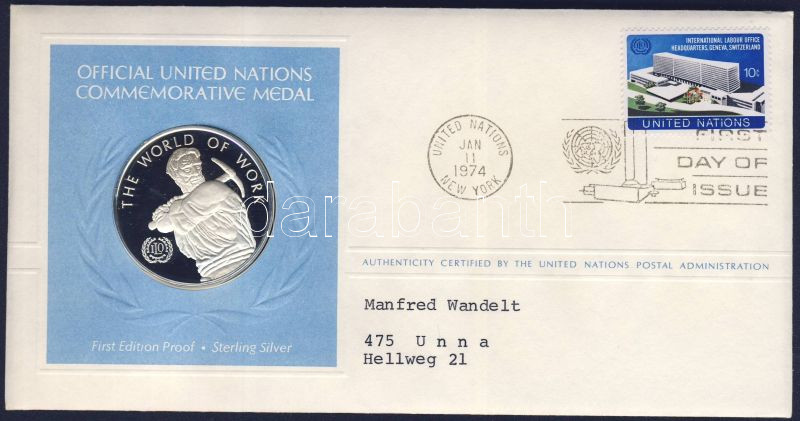 OFFICIAL UNITED NATIONS
COMMEMORATIVE MEDAL
THE WORLD OF WORK
ILO
First Edition Proof • Sterling Silver
UNITED NATIONS
JAN
11
1974
NEW YORK
INTERNATIONAL LABOUR OFFICE
HEADQUARTERS, GENEVA, SWITZERLAND
10c
UNITED NATIONS
FIRST
DAY OF
ISSUE
AUTHENTICITY CERTIFIED BY THE UNITED NATIONS POSTAL ADMINISTRATION
Manfred Wandelt
475 Unna
Hellweg 21
darabanth